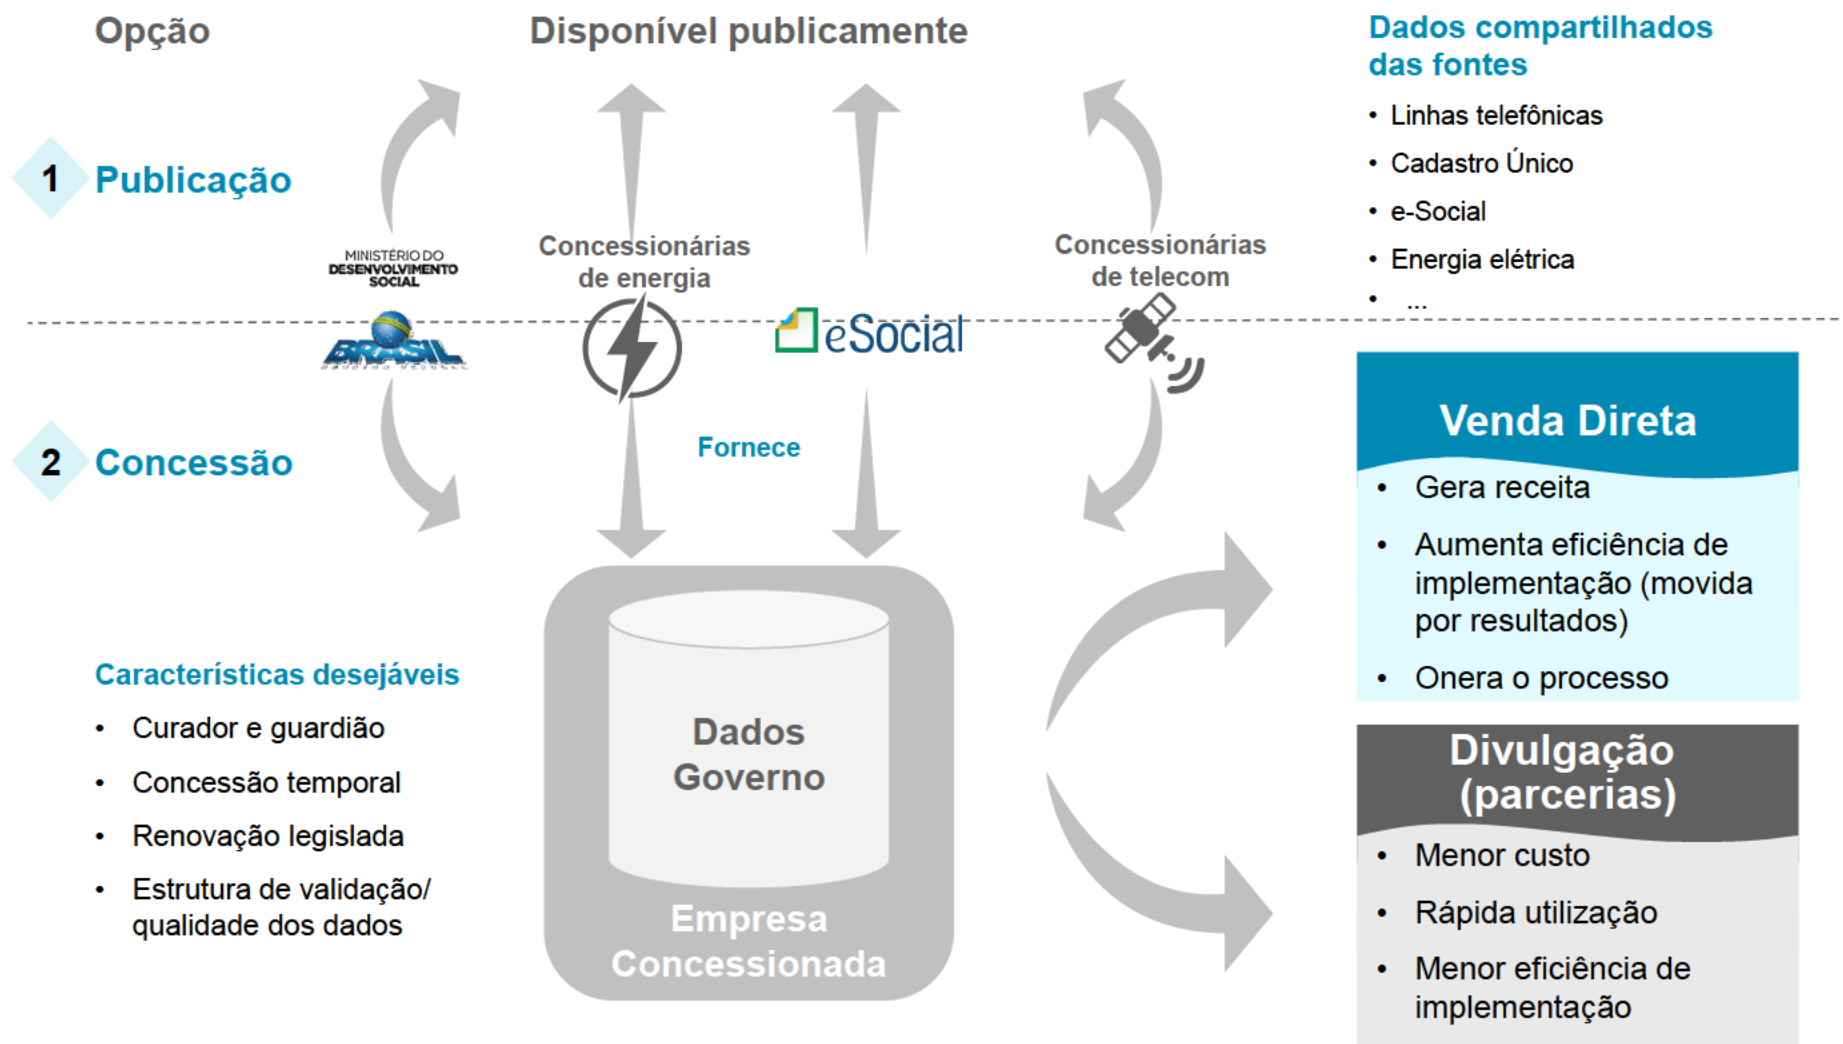 Opção
Disponível publicamente
Dados compartilhados
das fontes
• Linhas telefônicas
• Cadastro Único
• e-Social
• Energia elétrica
• ...
1 Publicação
MINISTÉRIO DO
DESENVOLVIMENTO
SOCIAL
BRASIL
Concessionárias
de energia
eSocial
Concessionárias
de telecom
2 Concessão
Fornece
Características desejáveis
• Curador e guardião
• Concessão temporal
• Renovação legislada
• Estrutura de validação/
qualidade dos dados
Dados
Governo
Empresa
Concessionada
Venda Direta
• Gera receita
• Aumenta eficiência de
implementação (movida
por resultados)
• Onera o processo
Divulgação
(parcerias)
• Menor custo
• Rápida utilização
• Menor eficiência de
implementação